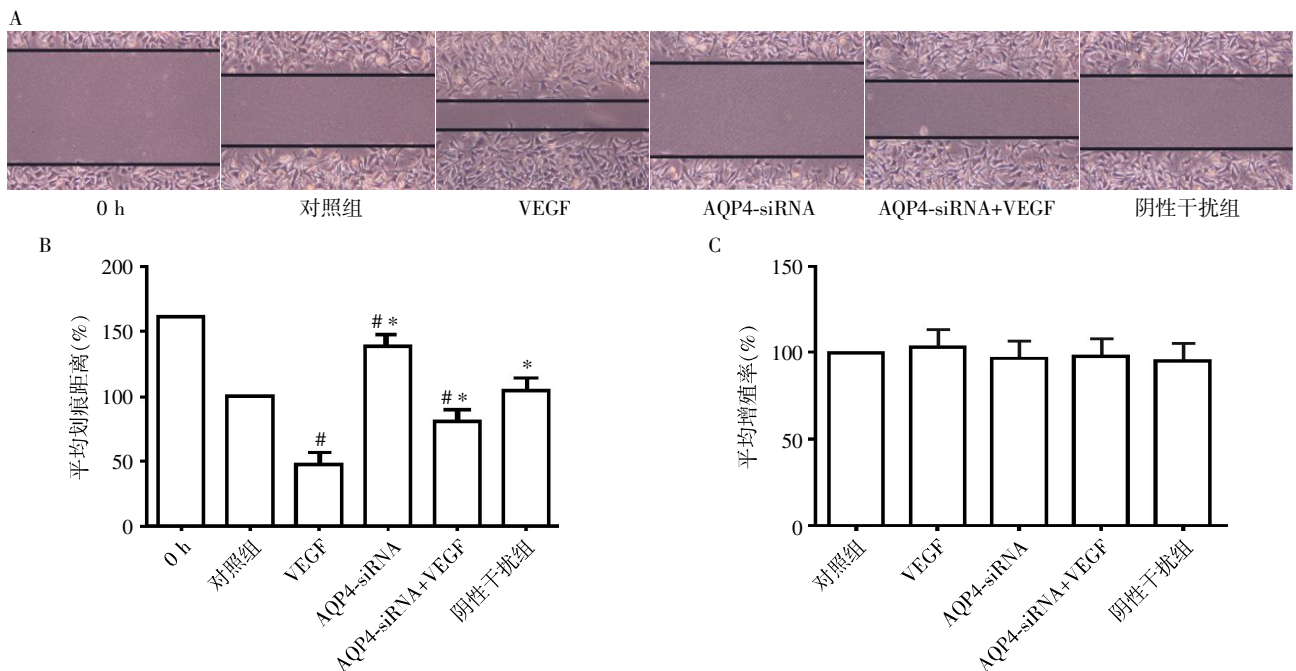 A
0 h
对照组
VEGF
AQP4-siRNA
AQP4-siRNA+VEGF
阴性干扰组
B
平均划痕距离(%)
200
150
100
50
0
#
# *
# *
*
0 h
对照组
VEGF
AQP4-siRNA
AQP4-siRNA+VEGF
阴性干扰组
C
平均增殖率(%)
150
100
50
0
对照组
VEGF
AQP4-siRNA
AQP4-siRNA+VEGF
阴性干扰组